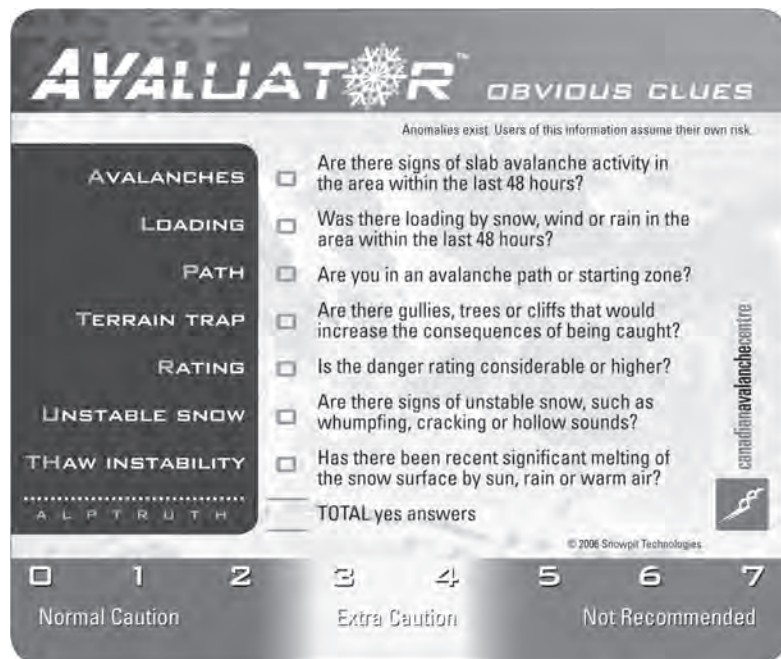 AVALUATOR™ OBVIOUS CLUES
Anomalies exist. Users of this information assume their own risk.
AVALANCHES
Are there signs of slab avalanche activity in
the area within the last 48 hours?
LOADING
Was there loading by snow, wind or rain in the
area within the last 48 hours?
PATH
Are you in an avalanche path or starting zone?
TERRAIN TRAP
Are there gullies, trees or cliffs that would
increase the consequences of being caught?
RATING
Is the danger rating considerable or higher?
UNSTABLE SNOW
Are there signs of unstable snow, such as
whumpfing, cracking or hollow sounds?
THAW INSTABILITY
Has there been recent significant melting of
the snow surface by sun, rain or warm air?
ALPTRUTH
TOTAL yes answers
canadianavalanchecentre
© 2006 Snowpit Technologies
0 1 2 3 4 5 6 7
Normal Caution Extra Caution Not Recommended